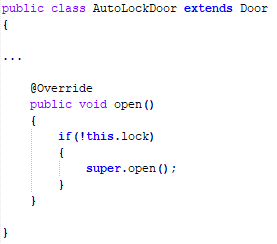 public class AutoLockDoor extends Door
{
...
@Override
public void open()
{
if(!this.lock)
{
super.open();
}
}
}